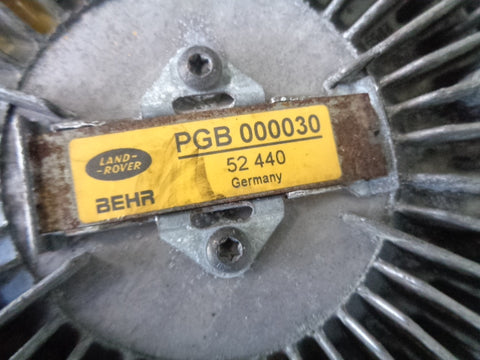 PGB 000030
LAND-
-ROVER
52 440
Germany
BEHR